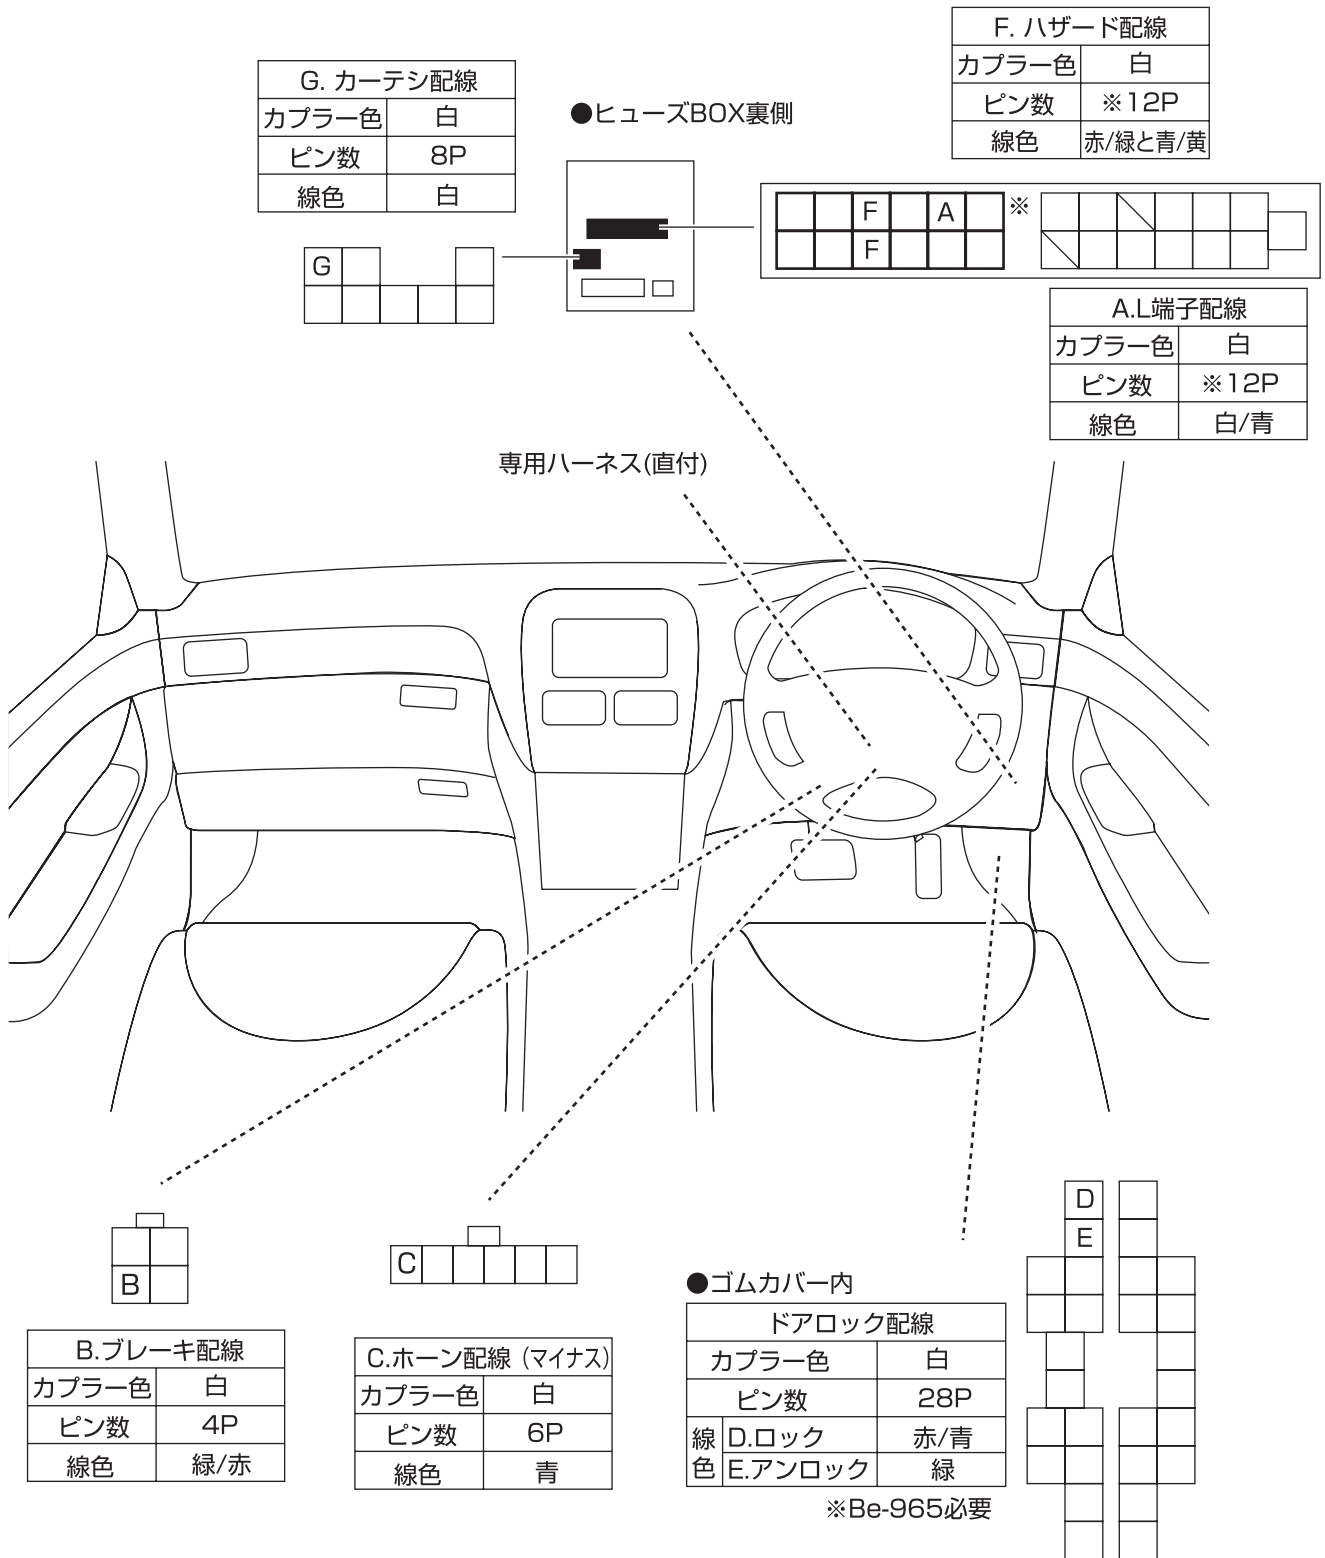 F. ハザード配線
カプラー色 白
ピン数 ※12P
線色 赤/緑と青/黄
G. カーテシ配線
カプラー色 白
ピン数 8P
線色 白
●ヒューズBOX裏側
F A ※
F
G
A.L端子配線
カプラー色 白
ピン数 ※12P
線色 白/青
専用ハーネス(直付)
B
B.ブレーキ配線
カプラー色 白
ピン数 4P
線色 緑/赤
C
C.ホーン配線（マイナス）
カプラー色 白
ピン数 6P
線色 青
D
E
●ゴムカバー内
ドアロック配線
カプラー色 白
ピン数 28P
線色 D.ロック 赤/青
E.アンロック 緑
※Be-965必要